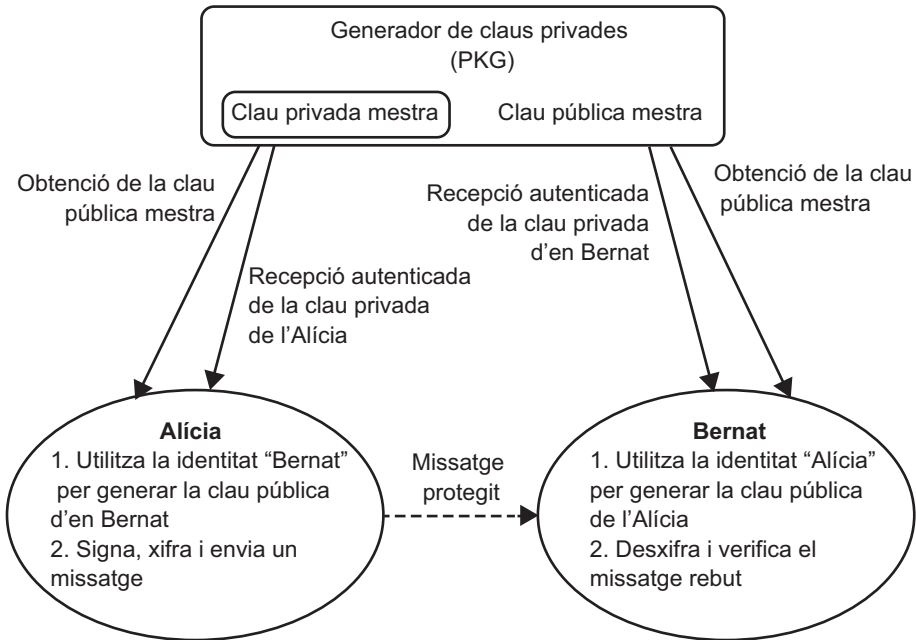 Generador de claus privades
(PKG)
Clau privada mestra
Clau pública mestra
Obtenció de la clau
pública mestra
Recepció autenticada
de la clau privada
de l’Alícia
Recepció autenticada
de la clau privada
d’en Bernat
Obtenció de la clau
pública mestra
Alícia
1. Utilitza la identitat “Bernat”
per generar la clau pública
d’en Bernat
2. Signa, xifra i envia un
missatge
Missatge
protegit
Bernat
1. Utilitza la identitat “Alícia”
per generar la clau pública
de l’Alícia
2. Desxifra i verifica el
missatge rebut